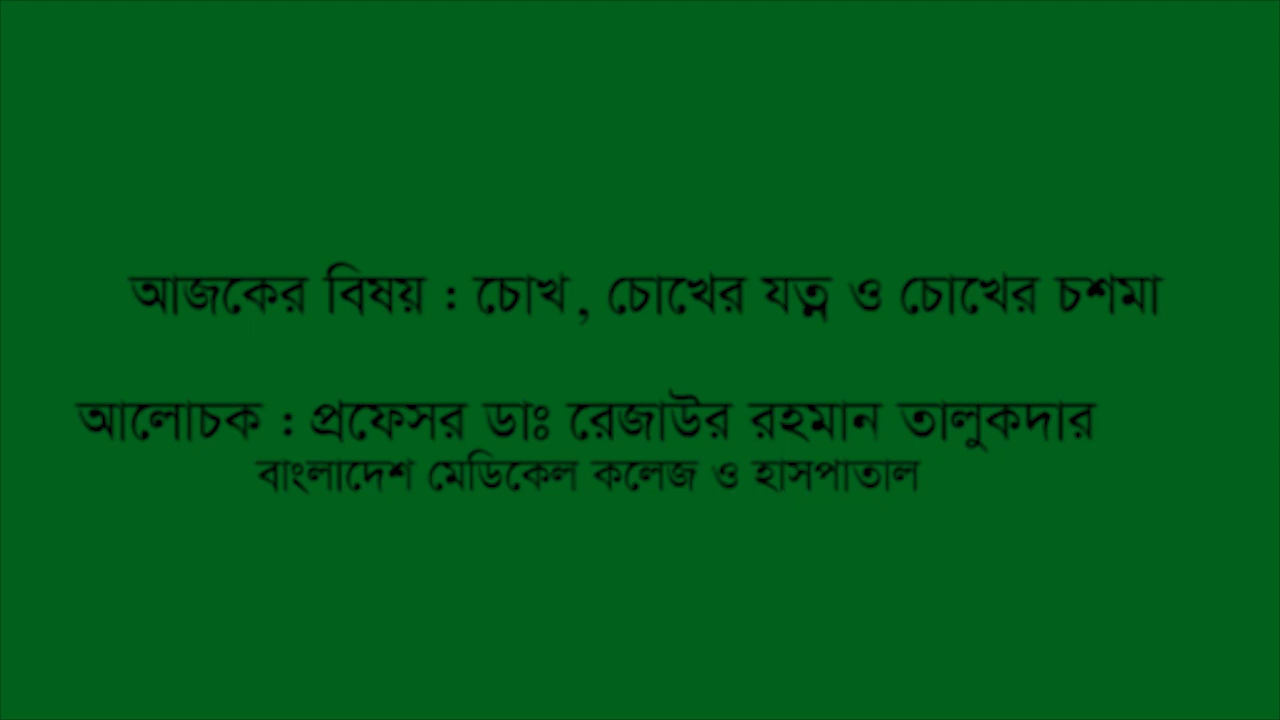 আজকের বিষয় : চোখ , চোখের যত্ন ও চোখের চশমা
আলোচক : প্রফেসর ডাঃ রেজাউর রহমান তালুকদার
বাংলাদেশ মেডিকেল কলেজ ও হাসপাতাল